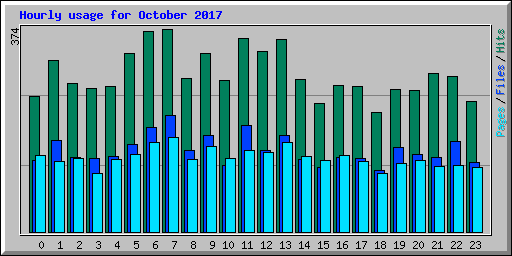 Hourly usage for October 2017
374
Pages / Files / Hits
0 1 2 3 4 5 6 7 8 9 10 11 12 13 14 15 16 17 18 19 20 21 22 23